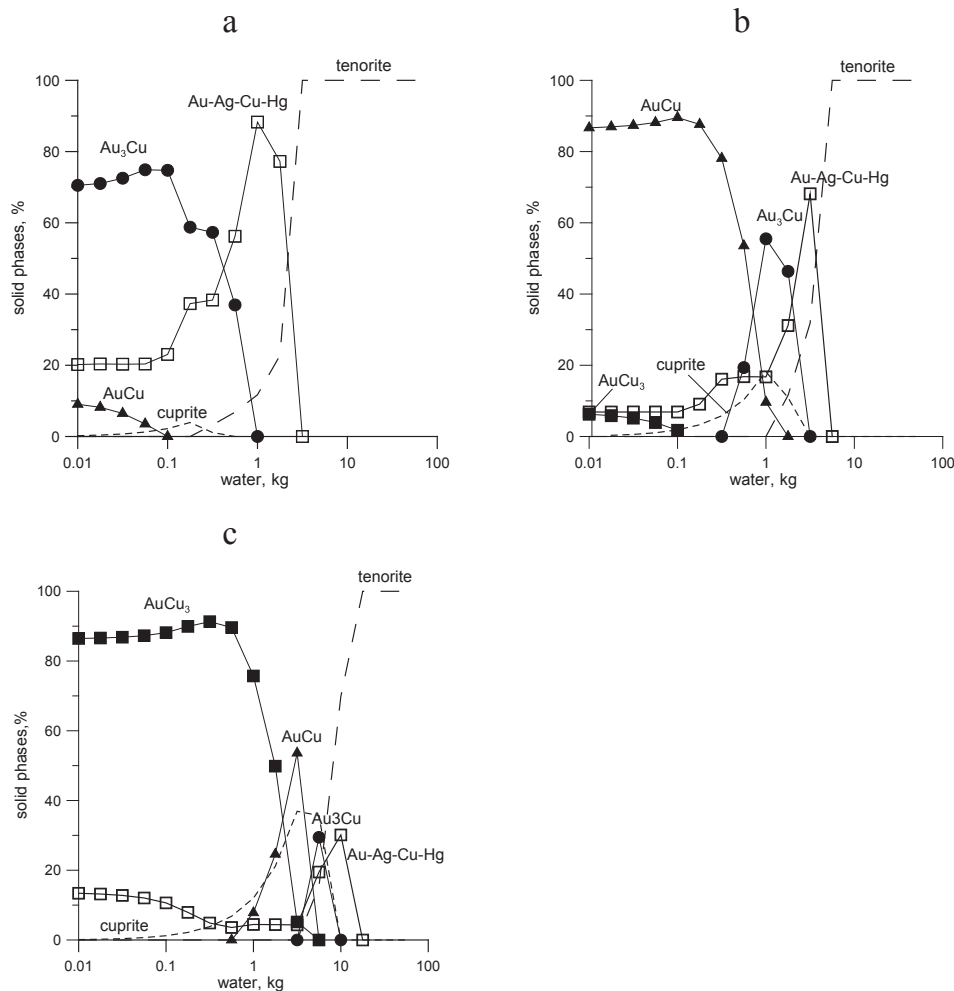 a
tenorite
100
Au-Ag-Cu-Hg
80
Au₃Cu
60
solid phases, %
40
20
AuCu
cuprite
0
0.01 0.1 1 10 100
water, kg
b
tenorite
100
AuCu
80
Au-Ag-Cu-Hg
60
Au₃Cu
solid phases, %
40
20
AuCu₃
cuprite
0
0.01 0.1 1 10 100
water, kg
c
tenorite
100
AuCu₃
80
60
AuCu
solid phases,%
40
Au3Cu
Au-Ag-Cu-Hg
20
cuprite
0
0.01 0.1 1 10 100
water, kg